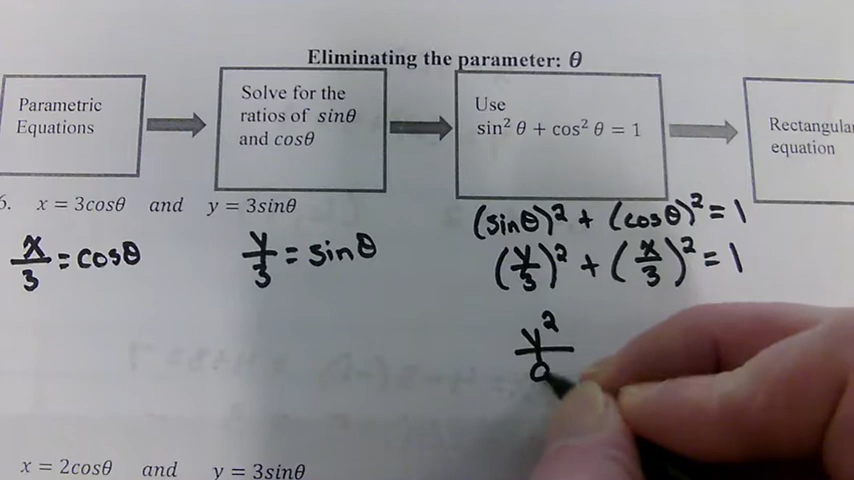 Eliminating the parameter: θ
Parametric
Equations
Solve for the
ratios of sinθ
and cosθ
Use
sin² θ + cos² θ = 1
Rectangular
equation
6. x = 3cosθ and y = 3sinθ
(sinθ)² + (cosθ)² = 1
x/3 = cosθ
y/3 = sinθ
(y/3)² + (x/3)² = 1
y²
x = 2cosθ and y = 3sinθ